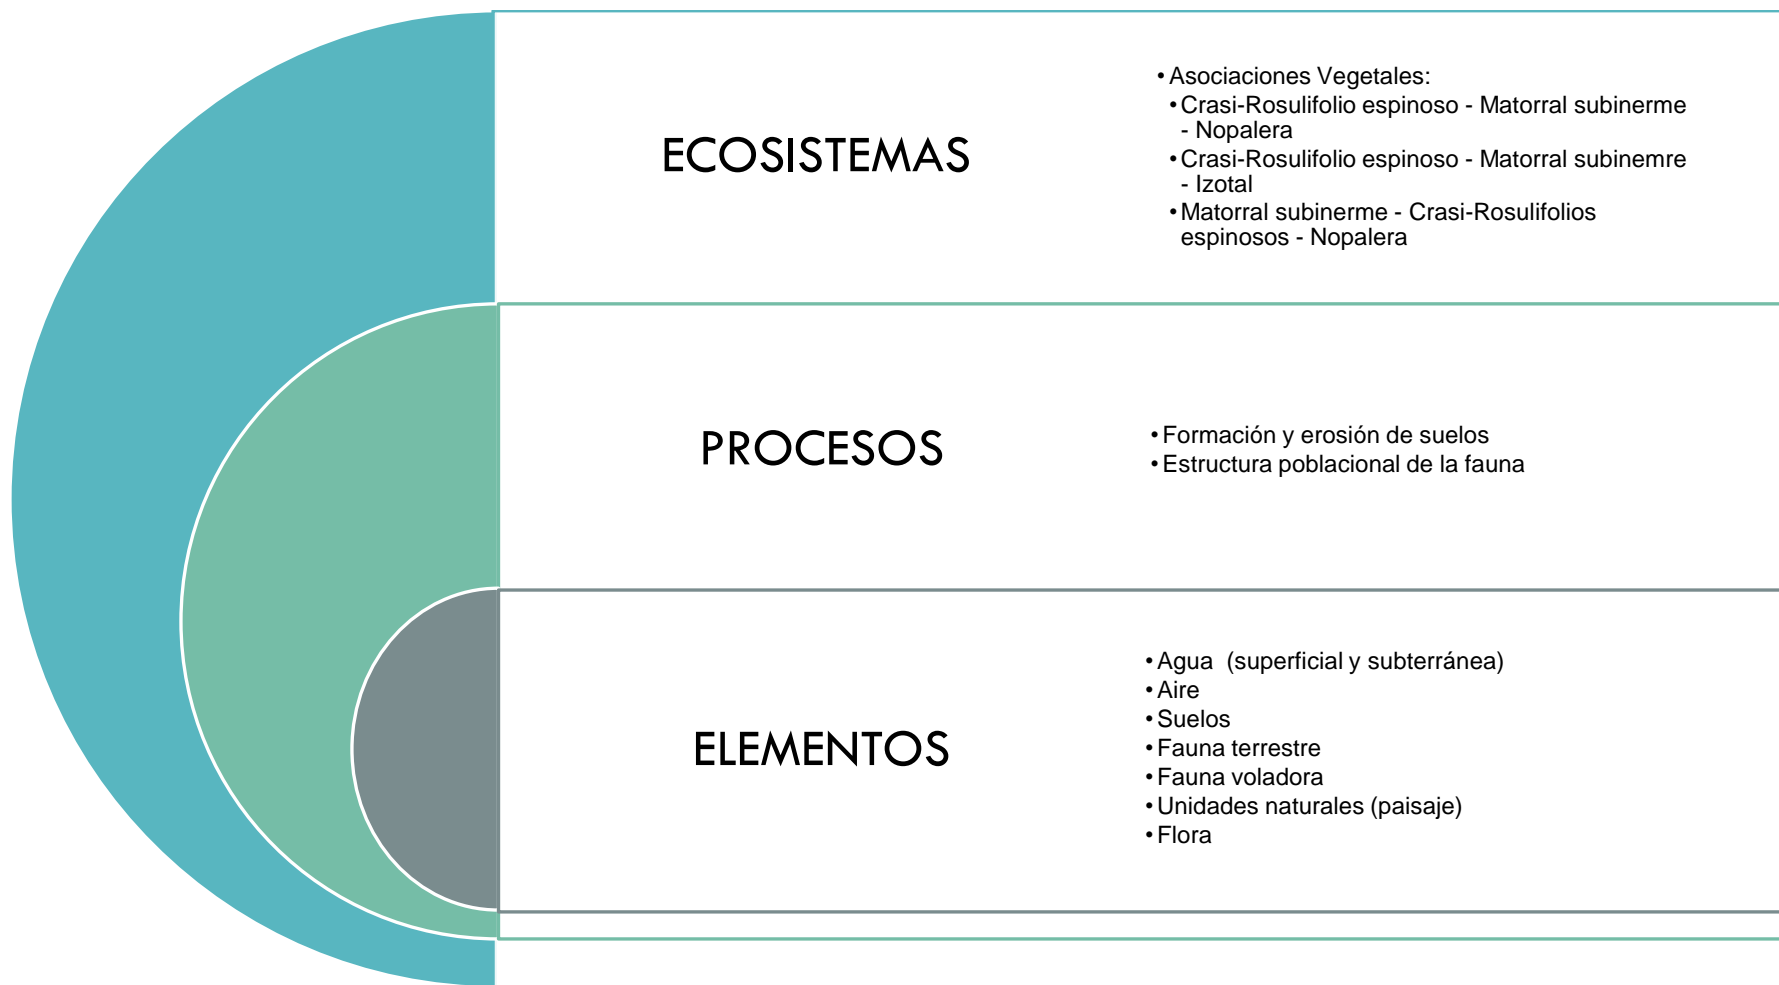 ECOSISTEMAS
• Asociaciones Vegetales:
• Crasi-Rosulifolio espinoso - Matorral subinerme
- Nopalera
• Crasi-Rosulifolio espinoso - Matorral subinemre
- Izotal
• Matorral subinerme - Crasi-Rosulifolios
espinosos - Nopalera
PROCESOS
• Formación y erosión de suelos
• Estructura poblacional de la fauna
ELEMENTOS
• Agua (superficial y subterránea)
• Aire
• Suelos
• Fauna terrestre
• Fauna voladora
• Unidades naturales (paisaje)
• Flora